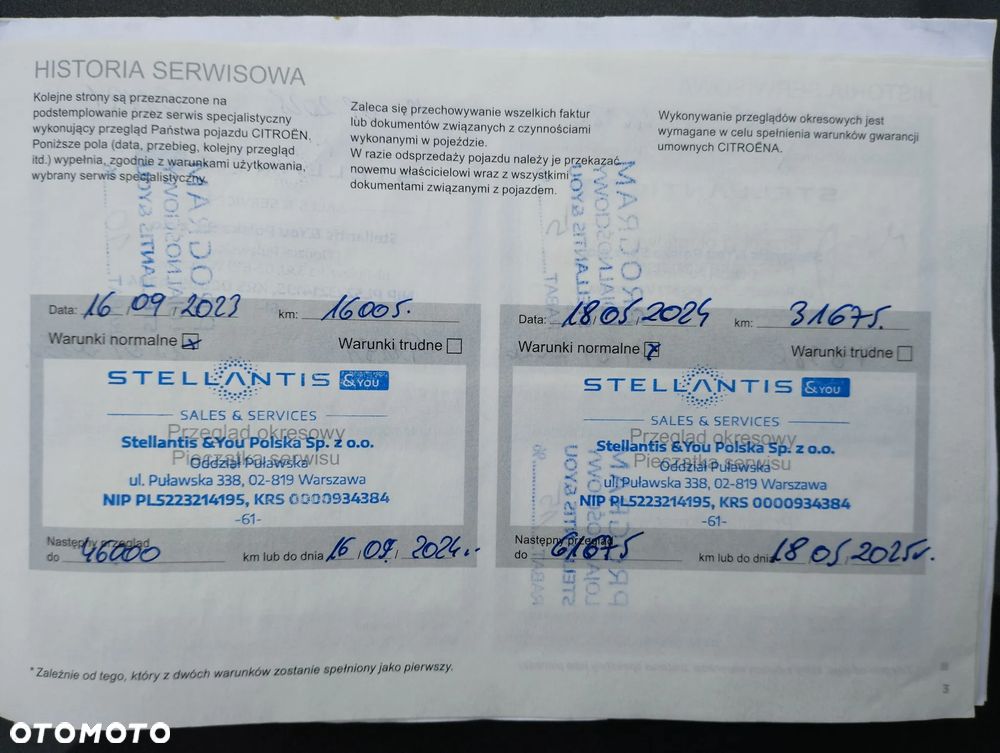 HISTORIA SERWISOWA
Kolejne strony są przeznaczone na
podstemplowanie przez serwis specjalistyczny
wykonujący przegląd Państwa pojazdu CITROËN.
Poniższe pola (data, przebieg, kolejny przegląd
itd.) wypełnia, zgodnie z warunkami użytkowania,
wybrany serwis specjalistyczny.
Zaleca się przechowywanie wszelkich faktur
lub dokumentów związanych z czynnościami
wykonanymi w pojeździe.
W razie odsprzedaży pojazdu należy je przekazać
nowemu właścicielowi wraz z wszystkimi
dokumentami związanymi z pojazdem.
Wykonywanie przeglądów okresowych jest
wymagane w celu spełnienia warunków gwarancji
umownych CITROËNA.
Data: 16/09/2023 km: 16005.
Warunki normalne x Warunki trudne
STELLANTIS &YOU
SALES & SERVICES
Przegląd okresowy
Stellantis &You Polska Sp. z o.o.
Pieczątka serwisu
Oddział Puławska
ul. Puławska 338, 02-819 Warszawa
NIP PL5223214195, KRS 0000934384
-61-
Następny przegląd
do 46000 km lub do dnia 16/09/2024r.
Data: 18/05/2024 km: 31675.
Warunki normalne x Warunki trudne
STELLANTIS &YOU
SALES & SERVICES
Przegląd okresowy
Stellantis &You Polska Sp. z o.o.
Pieczątka serwisu
Oddział Puławska
ul. Puławska 338, 02-819 Warszawa
NIP PL5223214195, KRS 0000934384
-61-
Następny przegląd
do 61675 km lub do dnia 18/05/2025r.
* Zależnie od tego, który z dwóch warunków zostanie spełniony jako pierwszy.
3
OTOMOTO